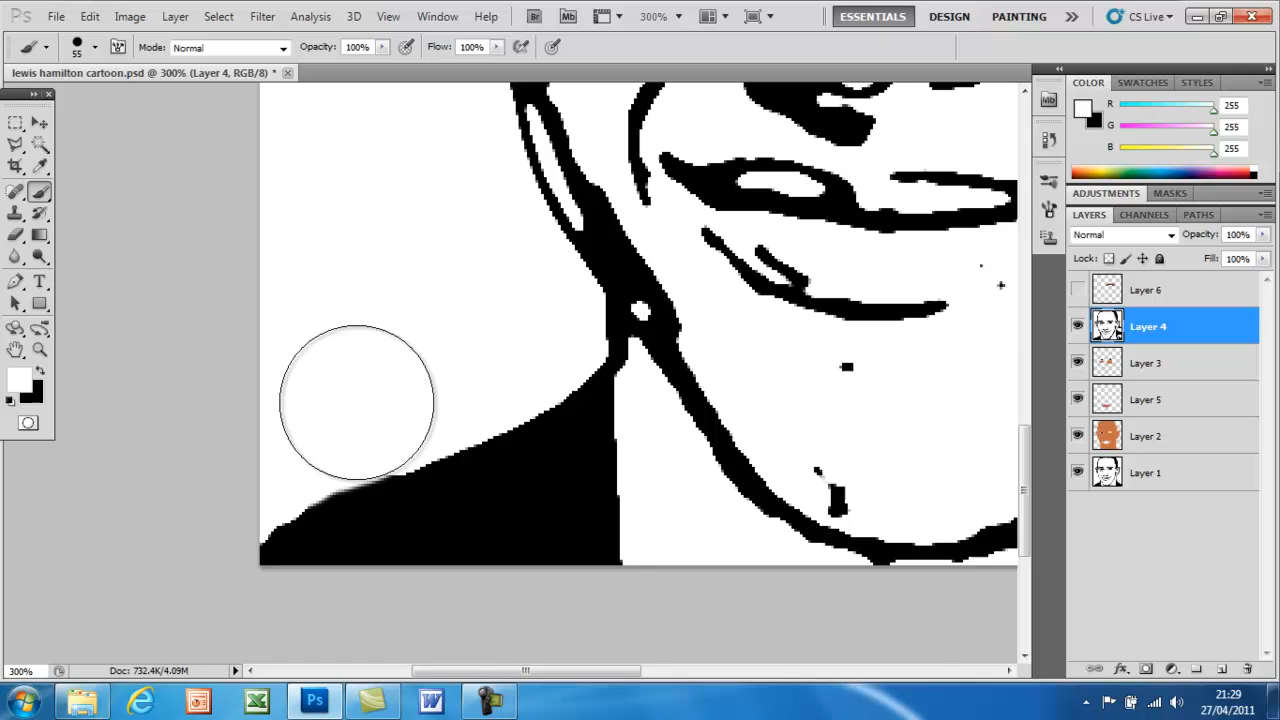 Ps File Edit Image Layer Select Filter Analysis 3D View Window Help Br Mb 300% ESSENTIALS DESIGN PAINTING CS Live
55 Mode: Normal Opacity: 100% Flow: 100%
lewis hamilton cartoon.psd @ 300% (Layer 4, RGB/8) *
COLOR SWATCHES STYLES
Mb
R 255
G 255
B 255
ADJUSTMENTS MASKS
LAYERS CHANNELS PATHS
Normal Opacity: 100%
Lock: Fill: 100%
Layer 6
Layer 4
Layer 3
Layer 5
Layer 2
Layer 1
300% Doc: 732.4K/4.09M
Ps W
21:29
27/04/2011